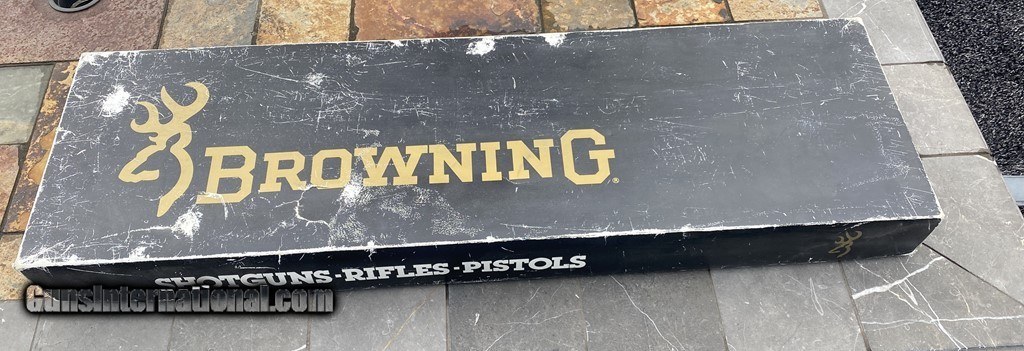 BROWNING®
SHOTGUNS·RIFLES·PISTOLS
GunsInternational.com